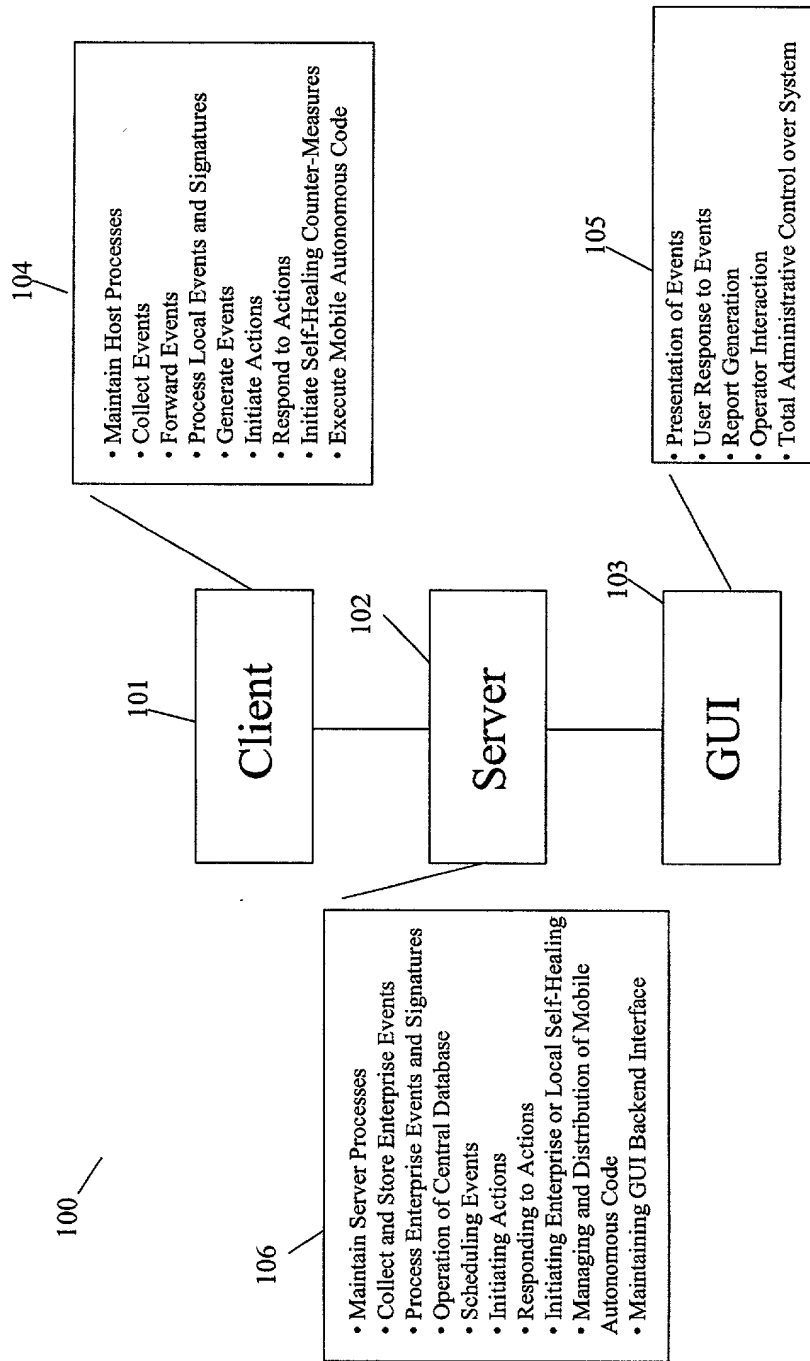 100
106
• Maintain Server Processes
• Collect and Store Enterprise Events
• Process Enterprise Events and Signatures
• Operation of Central Database
• Scheduling Events
• Initiating Actions
• Responding to Actions
• Initiating Enterprise or Local Self-Healing
• Managing and Distribution of Mobile
Autonomous Code
• Maintaining GUI Backend Interface
101
Client
102
Server
103
GUI
104
• Maintain Host Processes
• Collect Events
• Forward Events
• Process Local Events and Signatures
• Generate Events
• Initiate Actions
• Respond to Actions
• Initiate Self-Healing Counter-Measures
• Execute Mobile Autonomous Code
105
• Presentation of Events
• User Response to Events
• Report Generation
• Operator Interaction
• Total Administrative Control over System